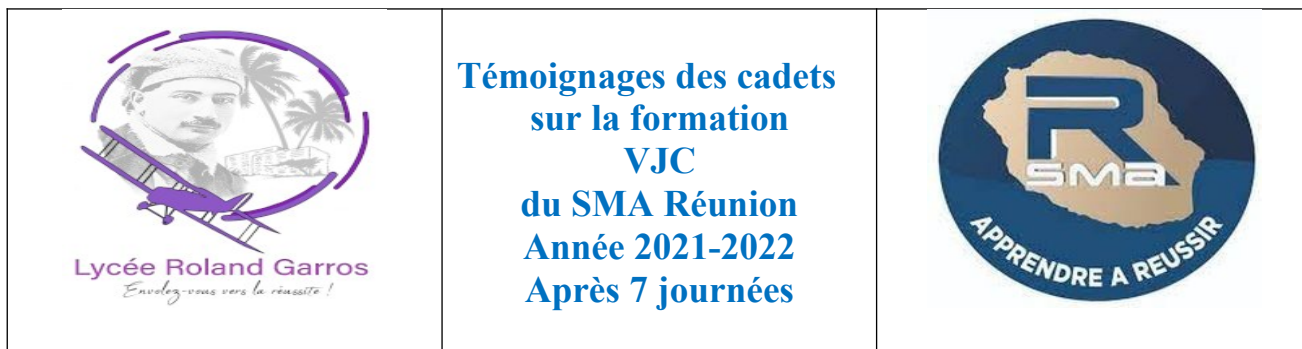 Lycée Roland Garros
Envolez-vous vers la réussite !
Témoignages des cadets
sur la formation
VJC
du SMA Réunion
Année 2021-2022
Après 7 journées
R
SMA
APPRENDRE A REUSSIR